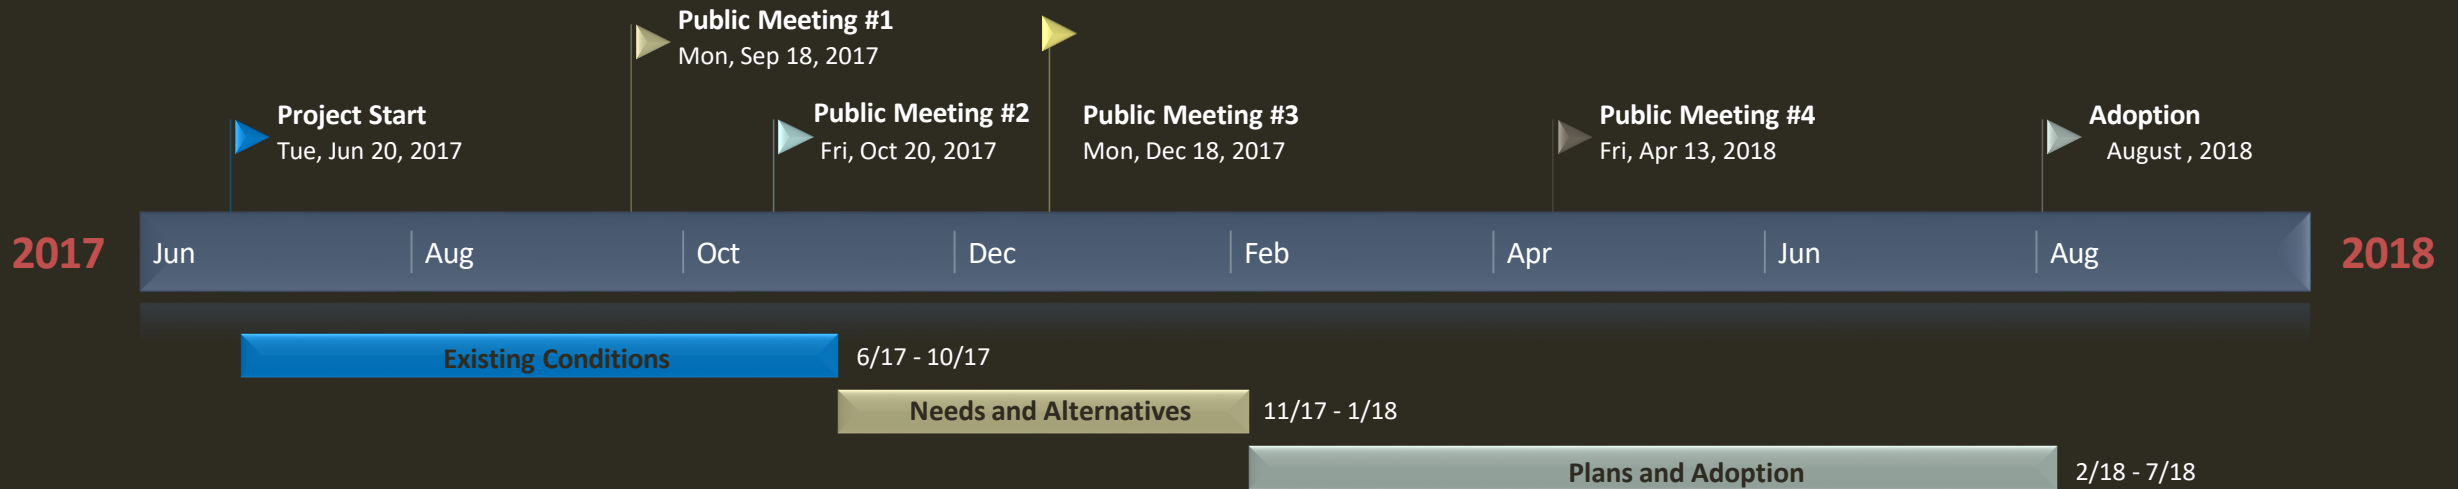 Public Meeting #1
Mon, Sep 18, 2017
Project Start
Tue, Jun 20, 2017
Public Meeting #2
Fri, Oct 20, 2017
Public Meeting #3
Mon, Dec 18, 2017
Public Meeting #4
Fri, Apr 13, 2018
Adoption
August , 2018
2017 Jun Aug Oct Dec Feb Apr Jun Aug 2018
Existing Conditions 6/17 - 10/17
Needs and Alternatives 11/17 - 1/18
Plans and Adoption 2/18 - 7/18